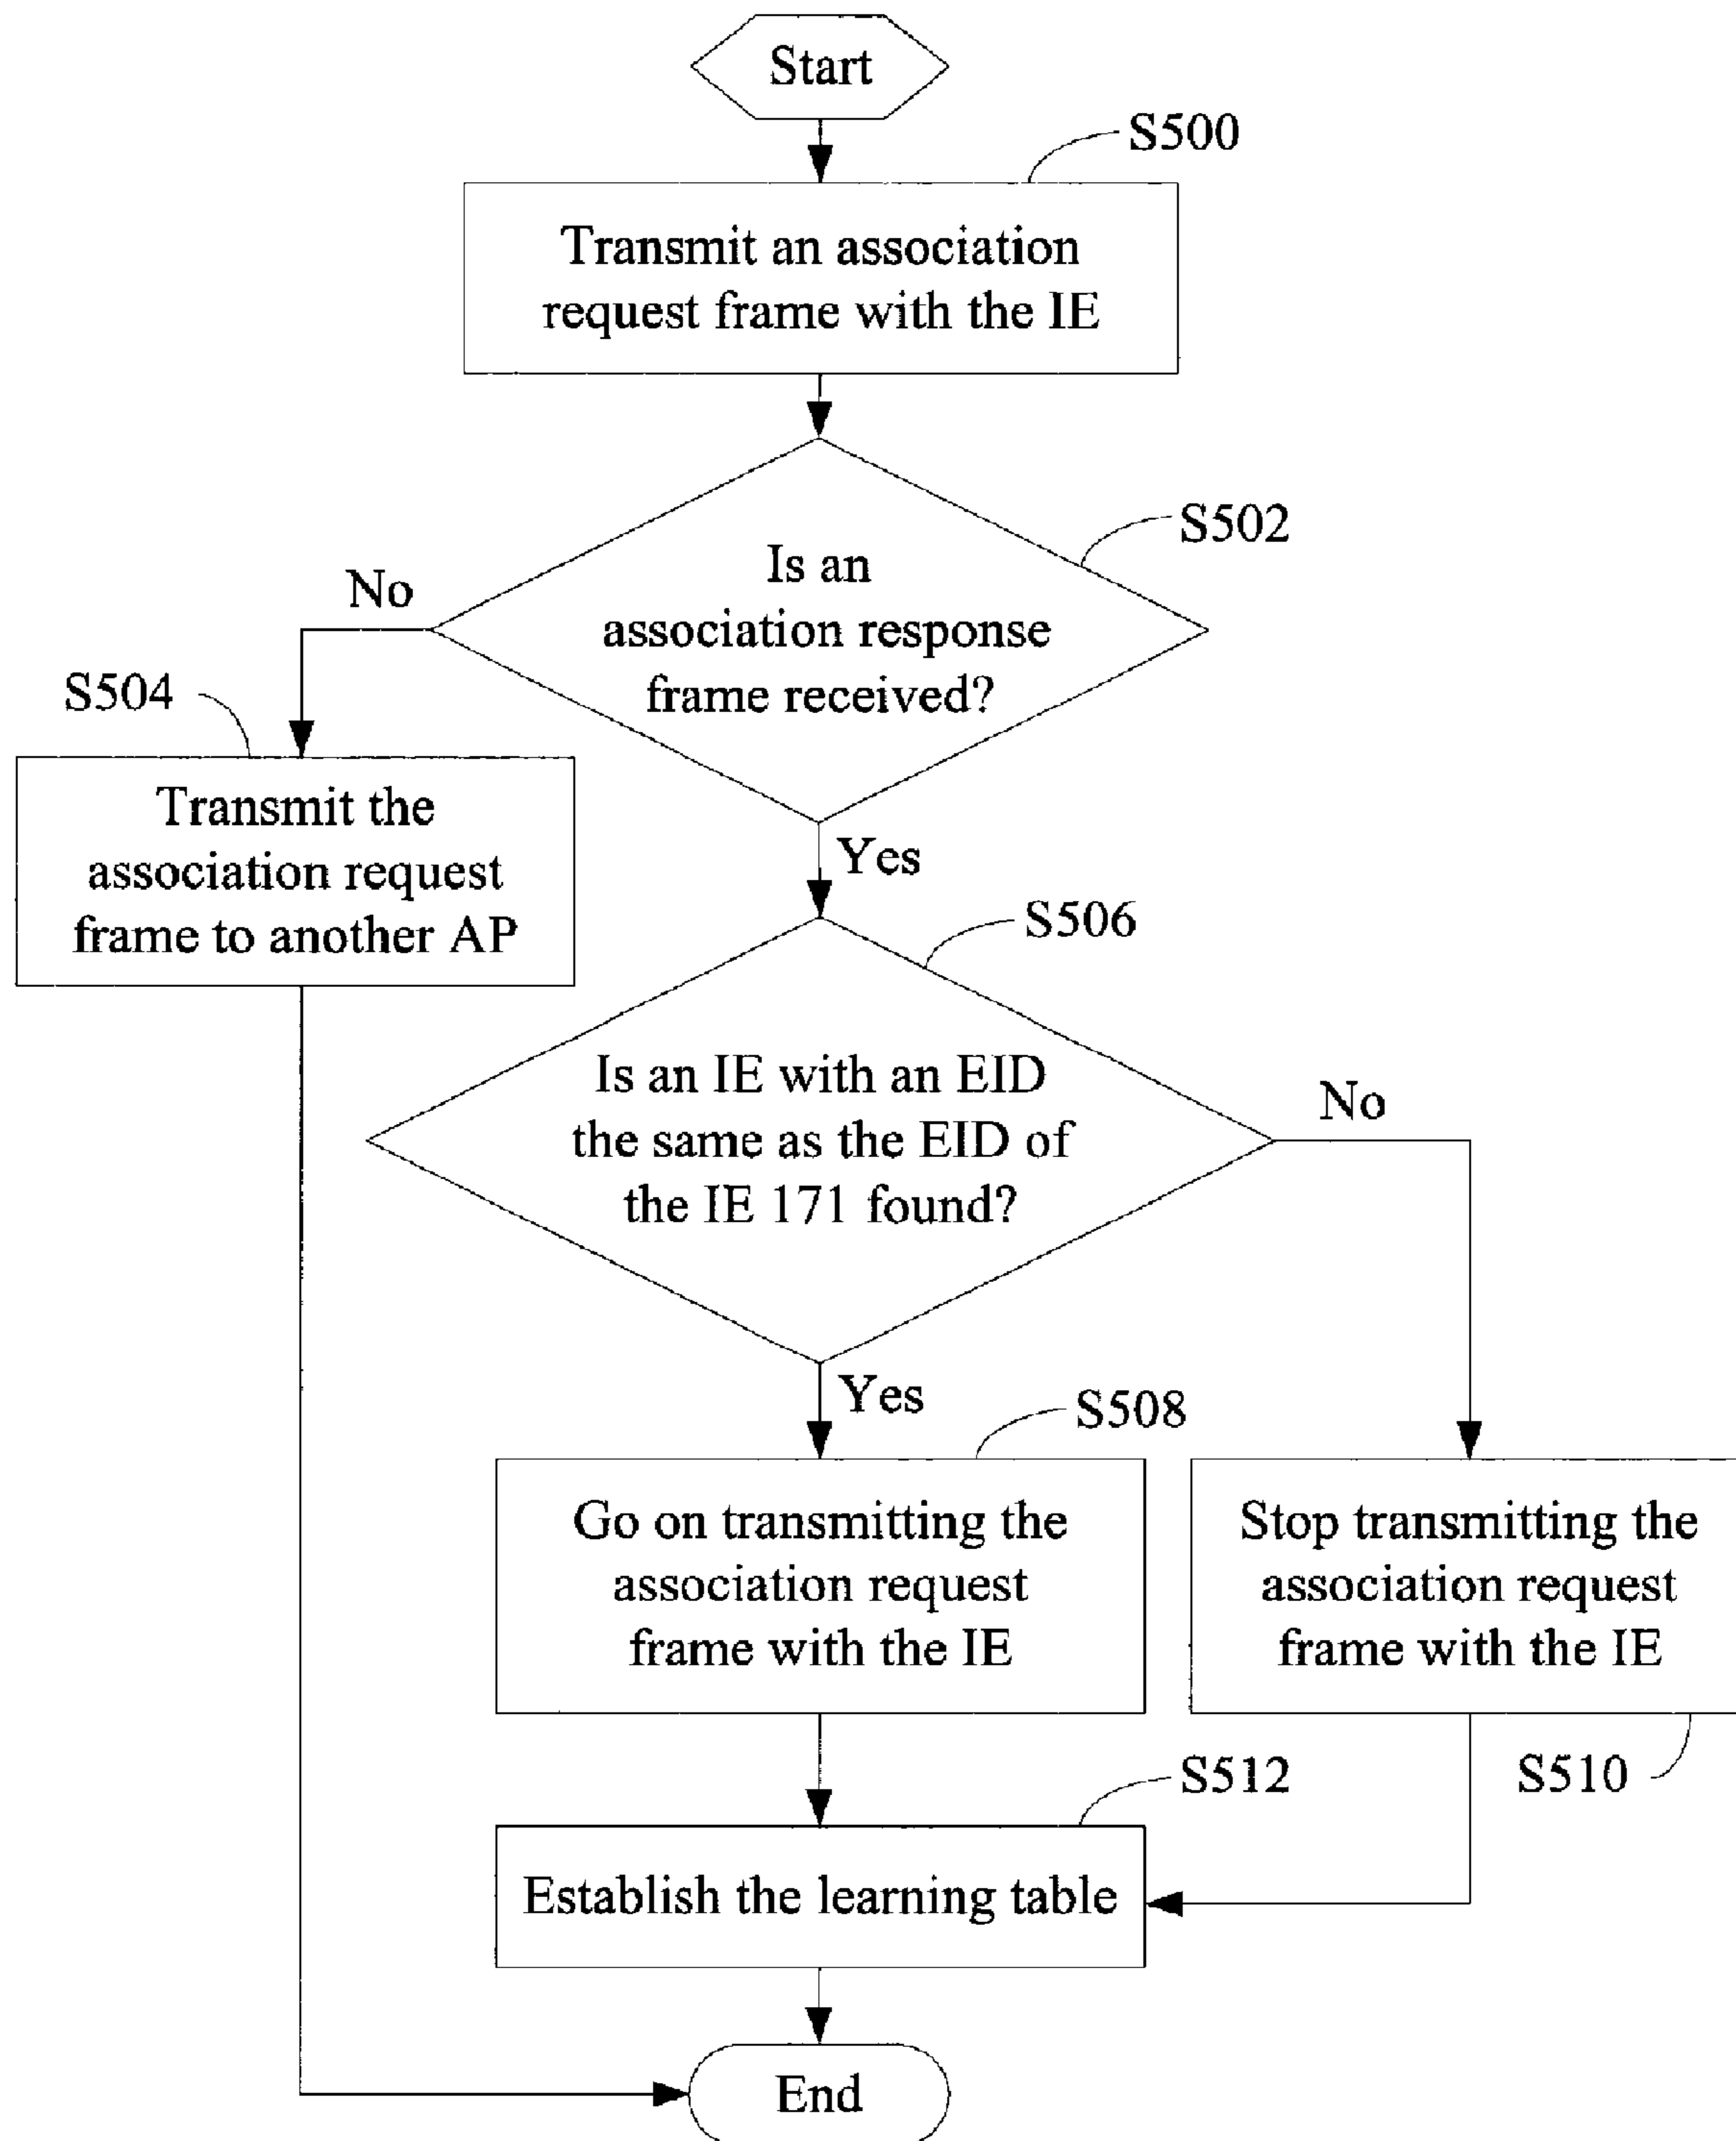 Start
S500
Transmit an association
request frame with the IE
S502
Is an
association response
frame received?
No
S504
Transmit the
association request
frame to another AP
Yes
S506
Is an IE with an EID
the same as the EID of
the IE 171 found?
No
Yes
S508
Go on transmitting the
association request
frame with the IE
Stop transmitting the
association request
frame with the IE
S512
S510
Establish the learning table
End